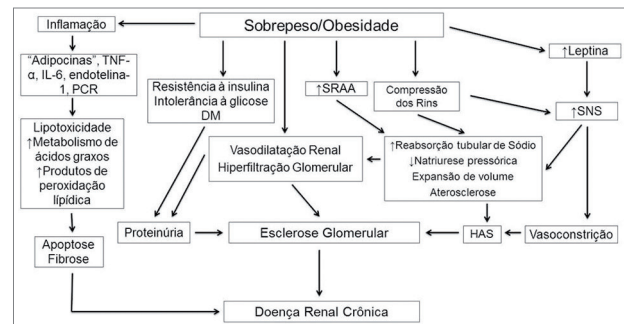 Inflamação
Sobrepeso/Obesidade
↑Leptina
“Adipocinas”, TNF-
α, IL-6, endotelina-
1, PCR
Resistência à insulina
Intolerância à glicose
DM
↑SRAA
Compressão
dos Rins
↑SNS
Lipotoxicidade
↑Metabolismo de
ácidos graxos
↑Produtos de
peroxidação
lipídica
Vasodilatação Renal
Hiperfiltração Glomerular
↑Reabsorção tubular de Sódio
↓Natriurese pressórica
Expansão de volume
Aterosclerose
Apoptose
Fibrose
Proteinúria
Esclerose Glomerular
HAS
Vasoconstrição
Doença Renal Crônica